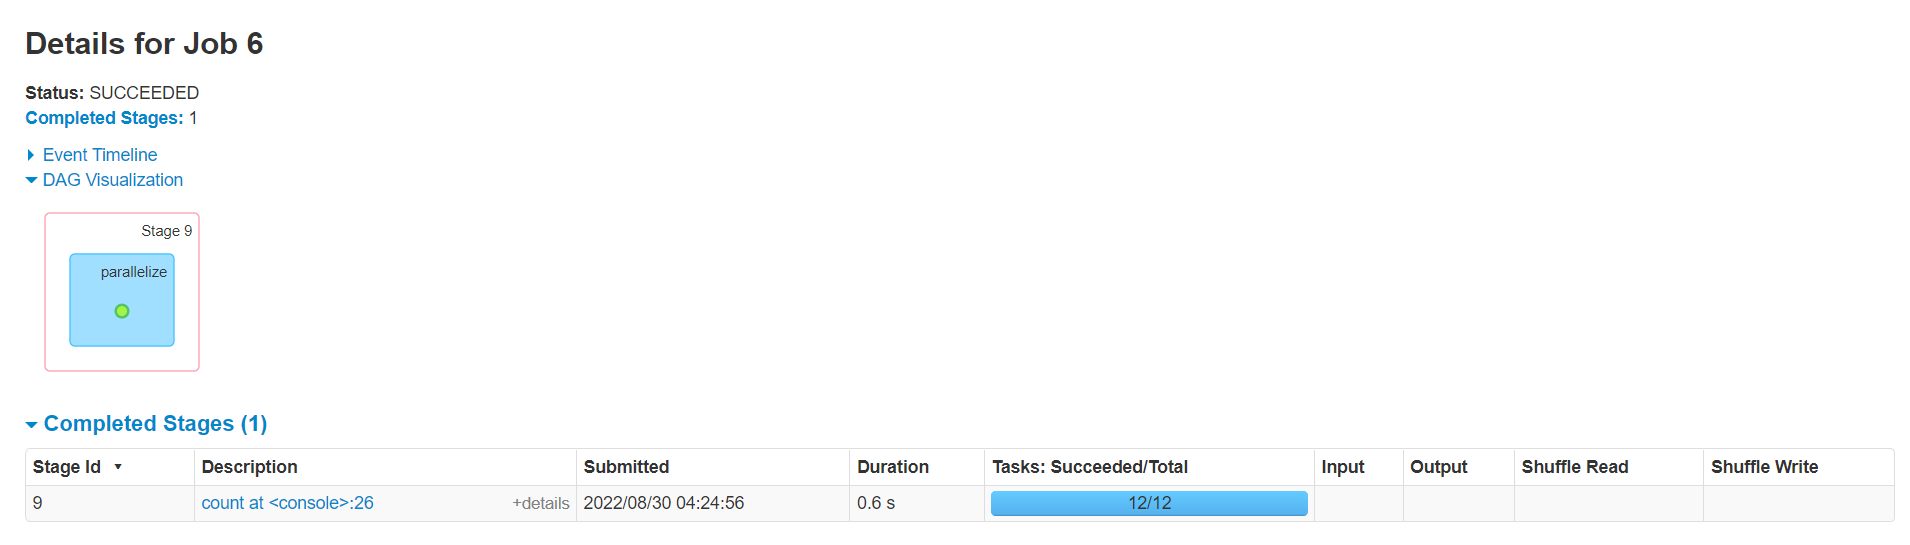 Details for Job 6
Status: SUCCEEDED
Completed Stages: 1
Event Timeline
DAG Visualization
Stage 9
parallelize
Completed Stages (1)
Stage Id Description Submitted Duration Tasks: Succeeded/Total Input Output Shuffle Read Shuffle Write
9 count at <console>:26 +details 2022/08/30 04:24:56 0.6 s 12/12